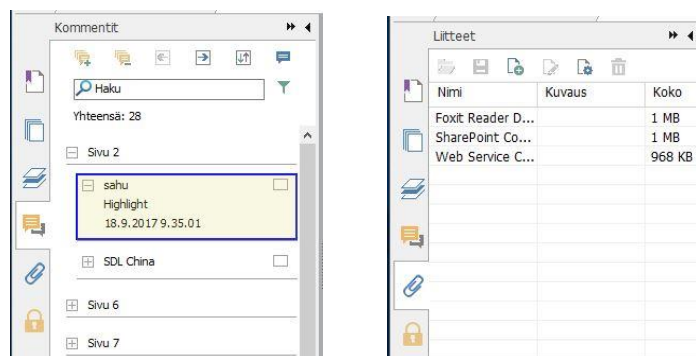 Kommentit
Haku
Yhteensä: 28
Sivu 2
sahu
Highlight
18.9.2017 9.35.01
SDL China
Sivu 6
Sivu 7
Liitteet
Nimi Kuvaus Koko
Foxit Reader D... 1 MB
SharePoint Co... 1 MB
Web Service C... 968 KB